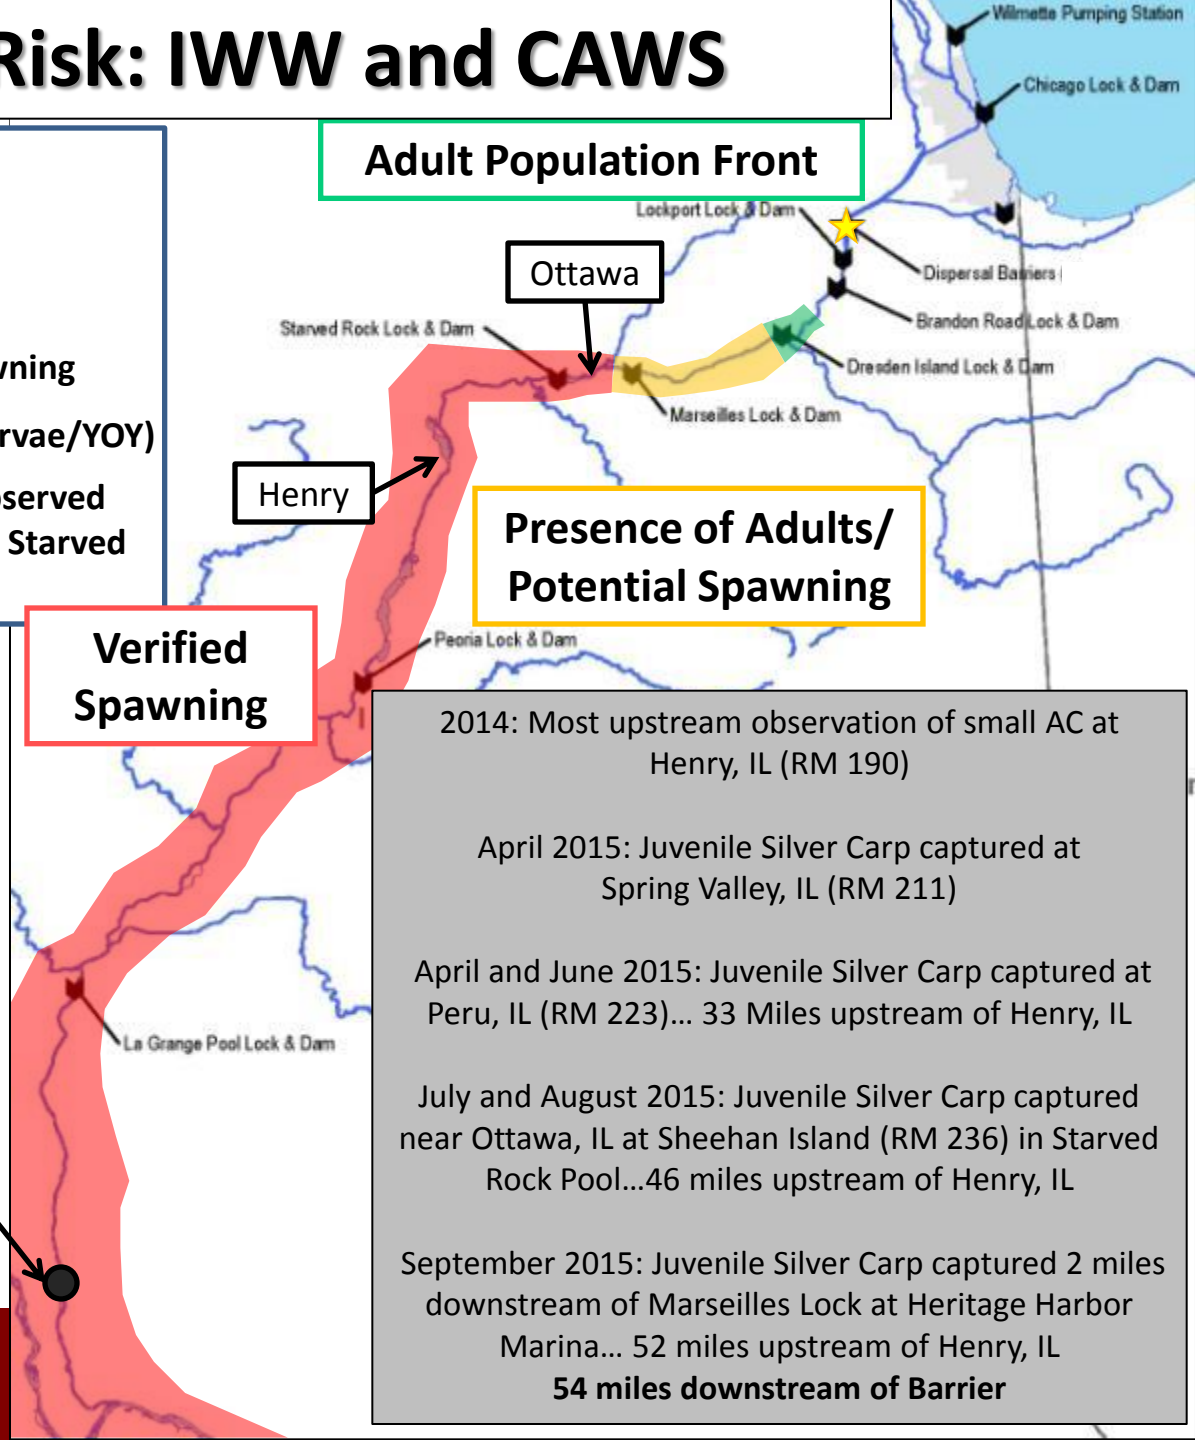 Risk: IWW and CAWS
Wilmette Pumping Station
Chicago Lock & Dam
Adult Population Front
Lockport Lock & Dam
Ottawa
Dispersal Barriers
Starved Rock Lock & Dam
Brandon Road Lock & Dam
wning
Dresden Island Lock & Dam
Marseilles Lock & Dam
rvae/YOY)
Henry
served
Starved
Presence of Adults/
Potential Spawning
Verified
Spawning
Peoria Lock & Dam
2014: Most upstream observation of small AC at
Henry, IL (RM 190)
April 2015: Juvenile Silver Carp captured at
Spring Valley, IL (RM 211)
April and June 2015: Juvenile Silver Carp captured at
Peru, IL (RM 223)… 33 Miles upstream of Henry, IL
La Grange Pool Lock & Dam
July and August 2015: Juvenile Silver Carp captured
near Ottawa, IL at Sheehan Island (RM 236) in Starved
Rock Pool…46 miles upstream of Henry, IL
September 2015: Juvenile Silver Carp captured 2 miles
downstream of Marseilles Lock at Heritage Harbor
Marina… 52 miles upstream of Henry, IL
54 miles downstream of Barrier